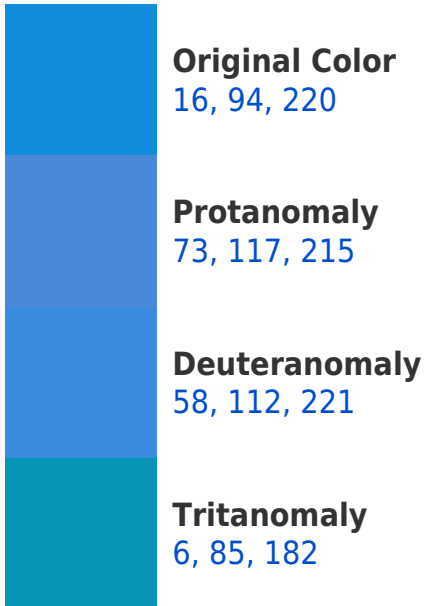 Original Color
16, 94, 220
Protanomaly
73, 117, 215
Deuteranomaly
58, 112, 221
Tritanomaly
6, 85, 182